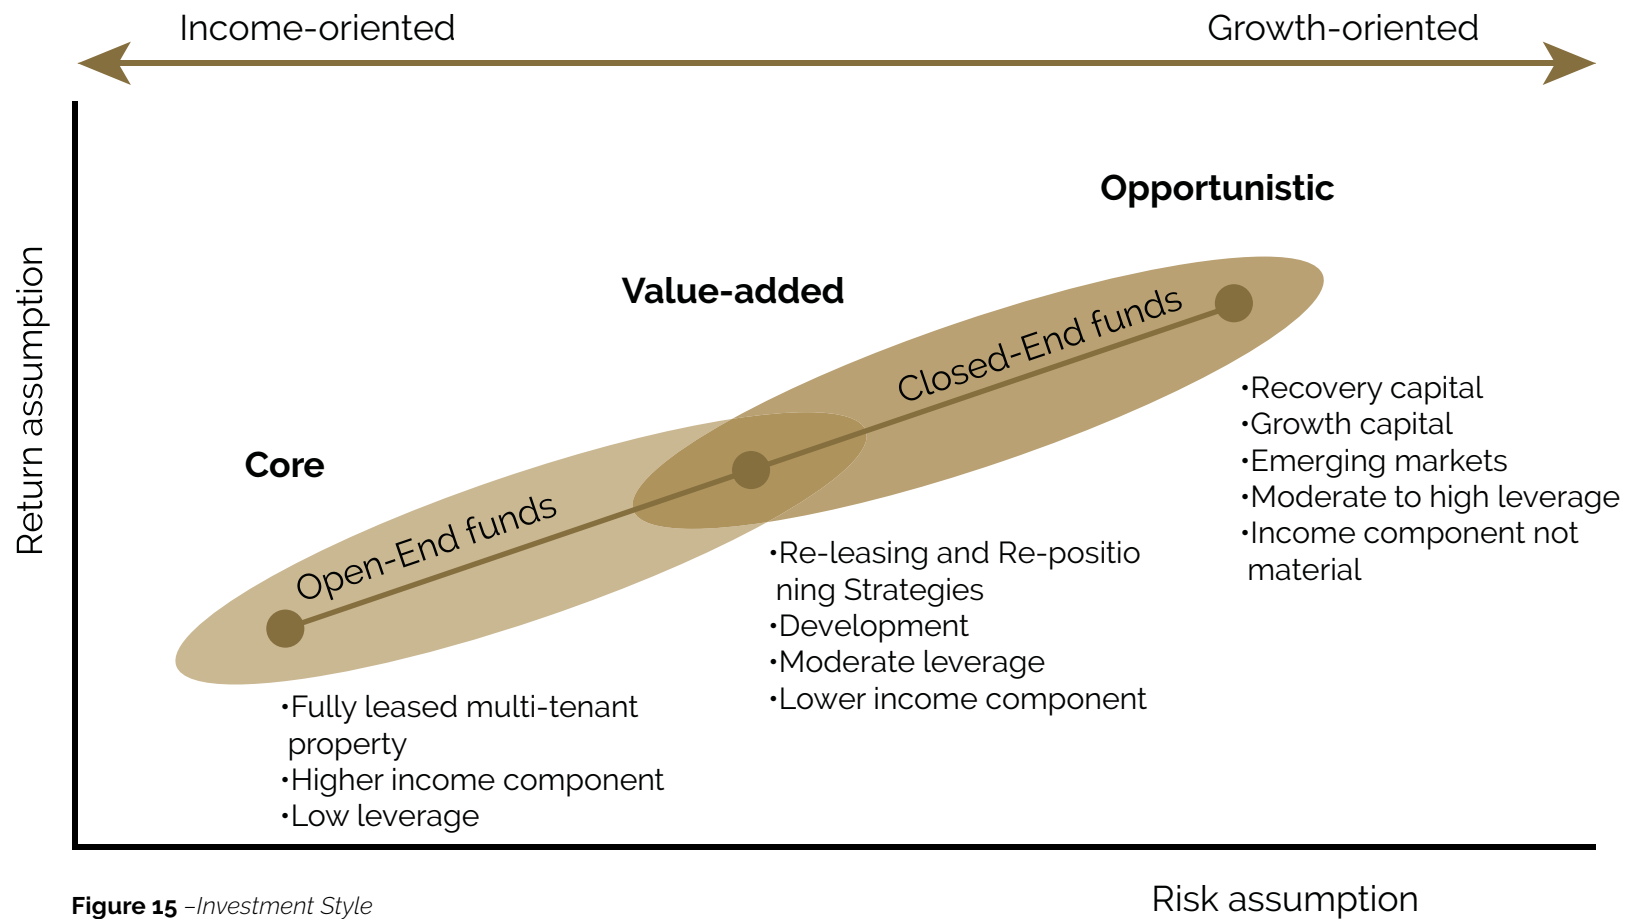 Income-oriented
Growth-oriented
Opportunistic
Value-added
Core
Return assumption
Closed-End funds
Open-End funds
•Recovery capital
•Growth capital
•Emerging markets
•Moderate to high leverage
•Income component not
material
•Re-leasing and Re-positio
ning Strategies
•Development
•Moderate leverage
•Lower income component
•Fully leased multi-tenant
property
•Higher income component
•Low leverage
Risk assumption
Figure 15 –Investment Style